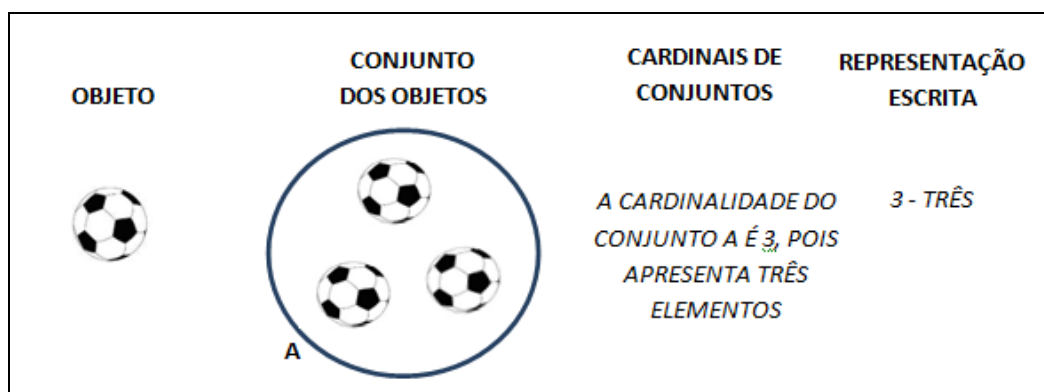 OBJETO
CONJUNTO
DOS OBJETOS
CARDINAIS DE
CONJUNTOS
REPRESENTAÇÃO
ESCRITA
A
A CARDINALIDADE DO
CONJUNTO A É 3, POIS
APRESENTA TRÊS
ELEMENTOS
3 - TRÊS